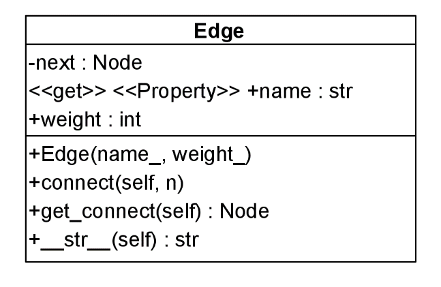 Edge
-next : Node
<<get>> <<Property>> +name : str
+weight : int
+Edge(name_, weight_)
+connect(self, n)
+get_connect(self) : Node
+__str__(self) : str